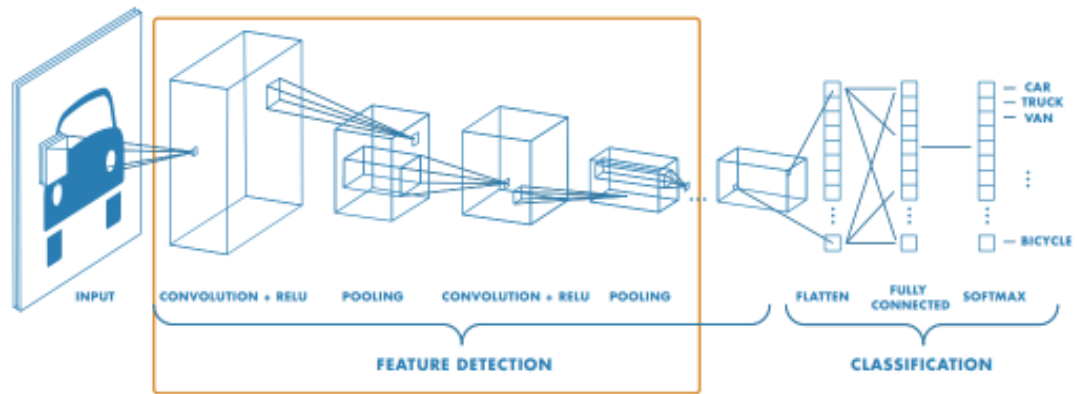 CAR
TRUCK
VAN
BICYCLE
INPUT
CONVOLUTION + RELU
POOLING
CONVOLUTION + RELU
POOLING
FLATTEN
FULLY
CONNECTED
SOFTMAX
FEATURE DETECTION
CLASSIFICATION